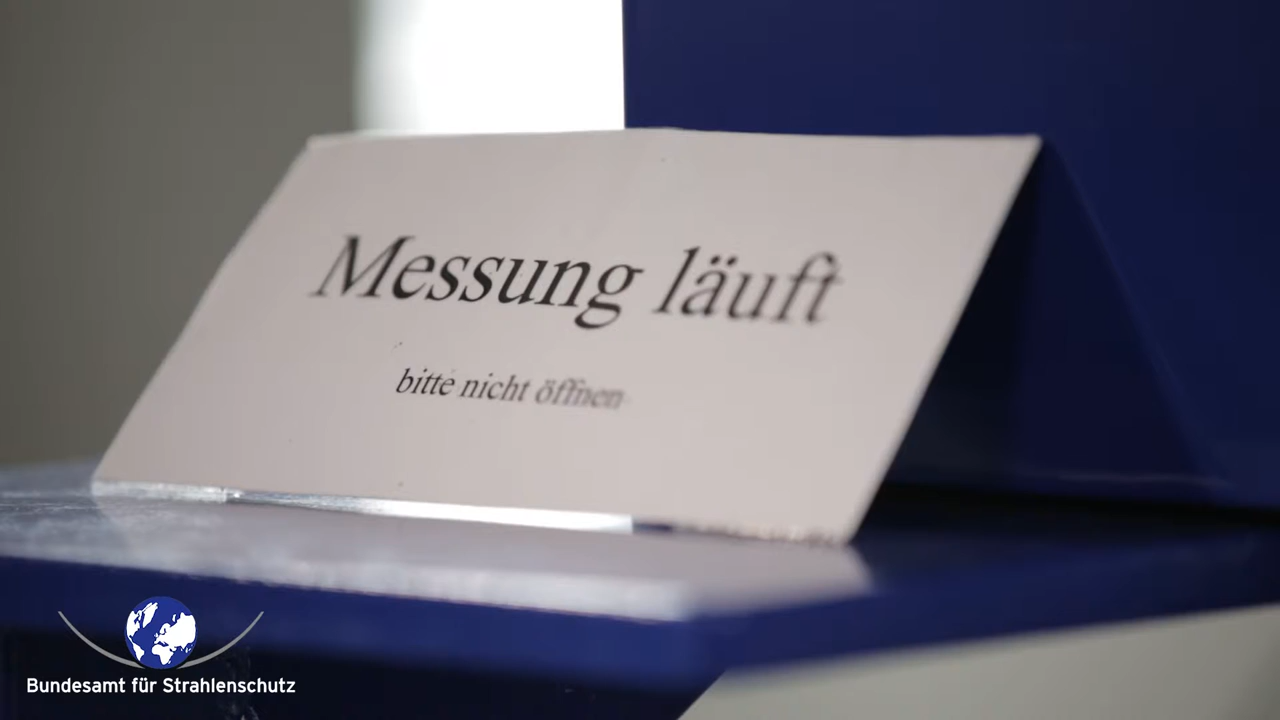 Messung läuft
bitte nicht öffnen
Bundesamt für Strahlenschutz